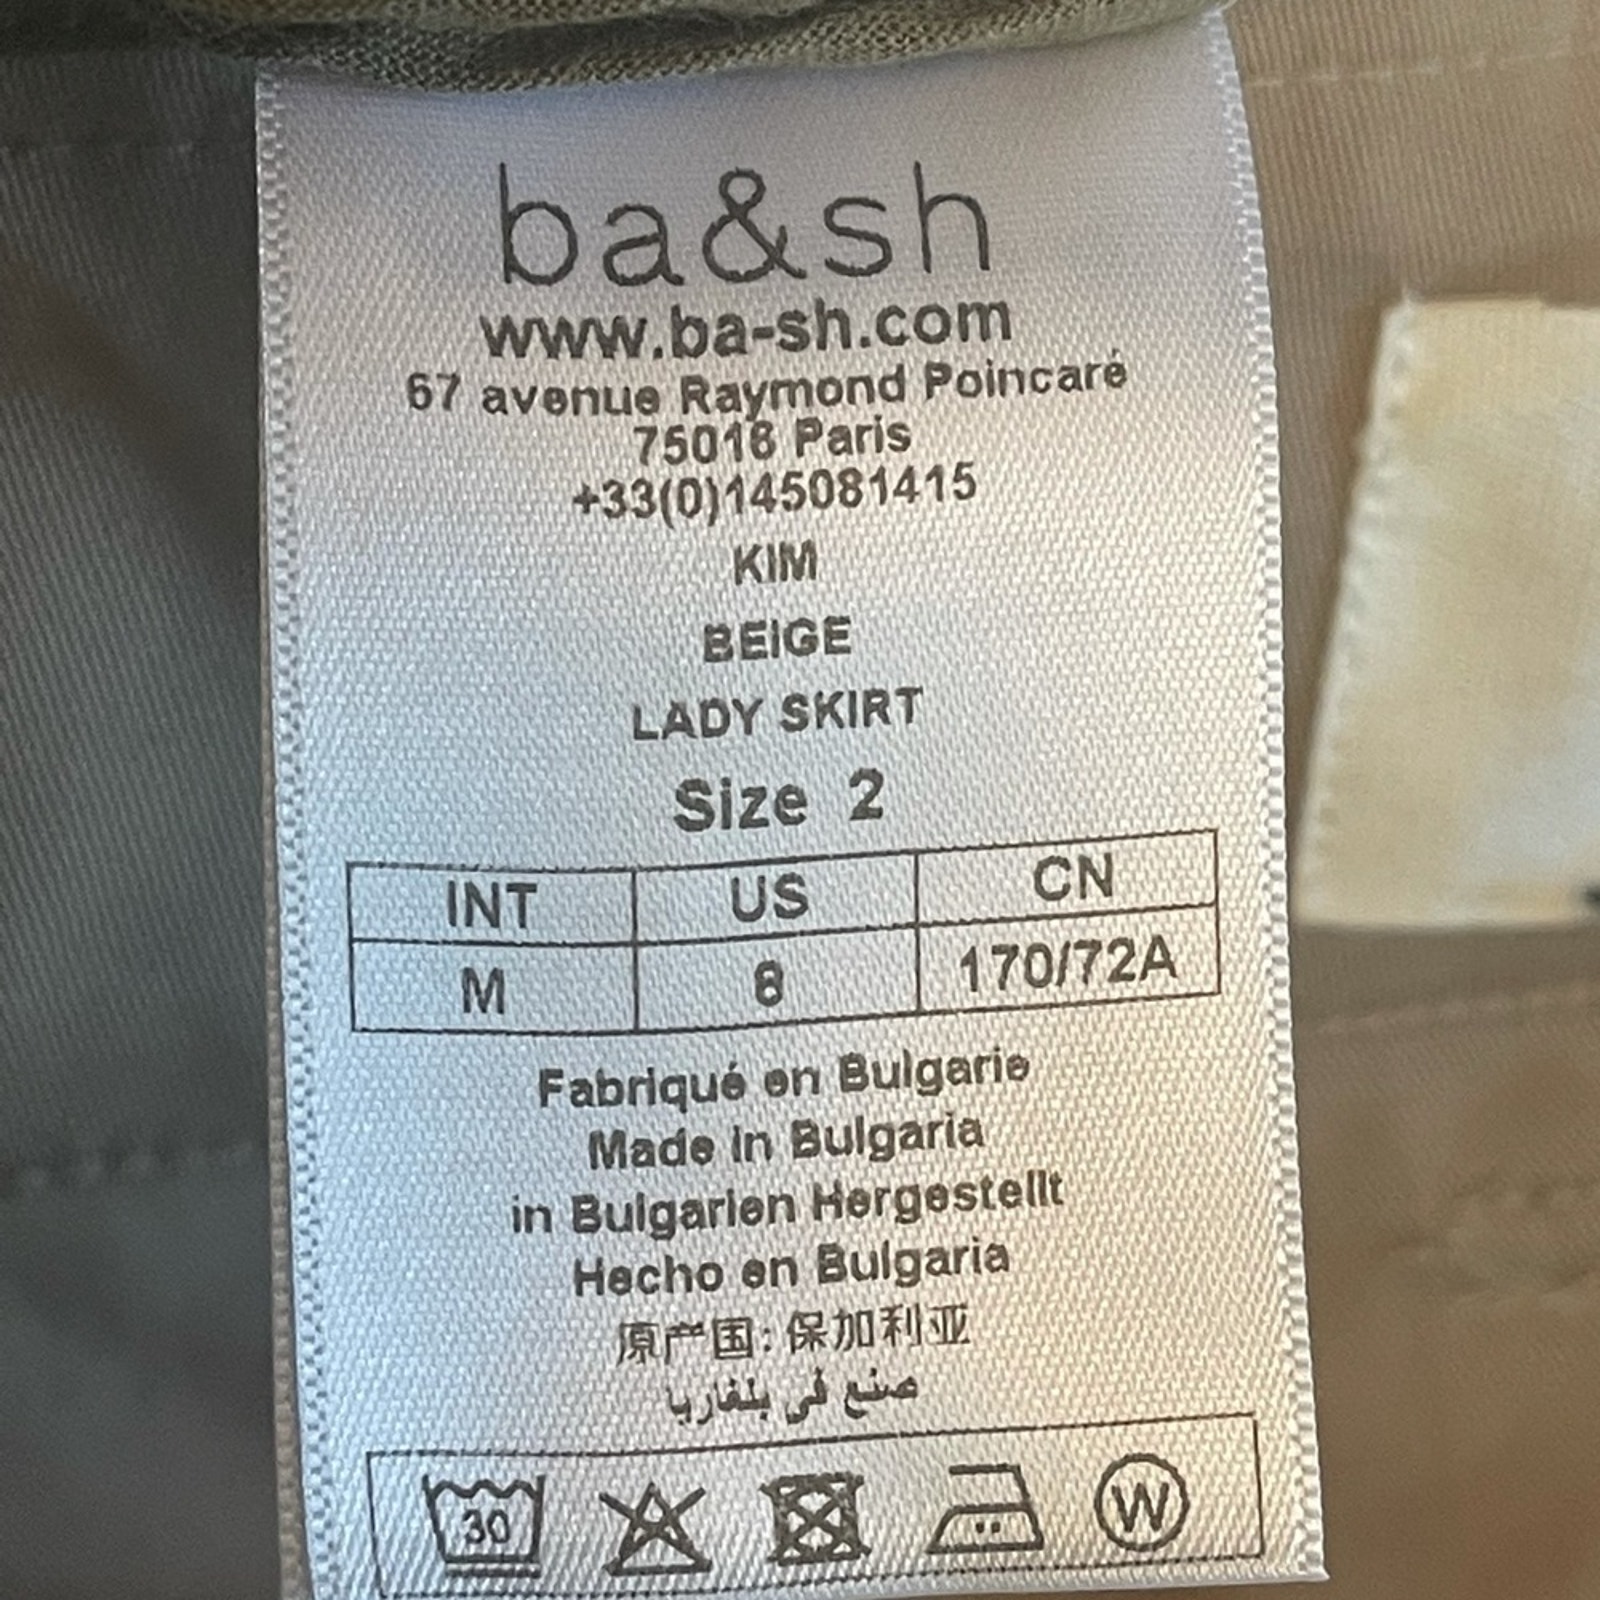 ba&sh
www.ba-sh.com
67 avenue Raymond Poincaré
75016 Paris
+33(0)145081415
KIM
BEIGE
LADY SKIRT
Size 2
INT US CN
M 8 170/72A
Fabriqué en Bulgarie
Made in Bulgaria
in Bulgarien Hergestellt
Hecho en Bulgaria
原产国: 保加利亚
صنع في بلغاريا
30
W